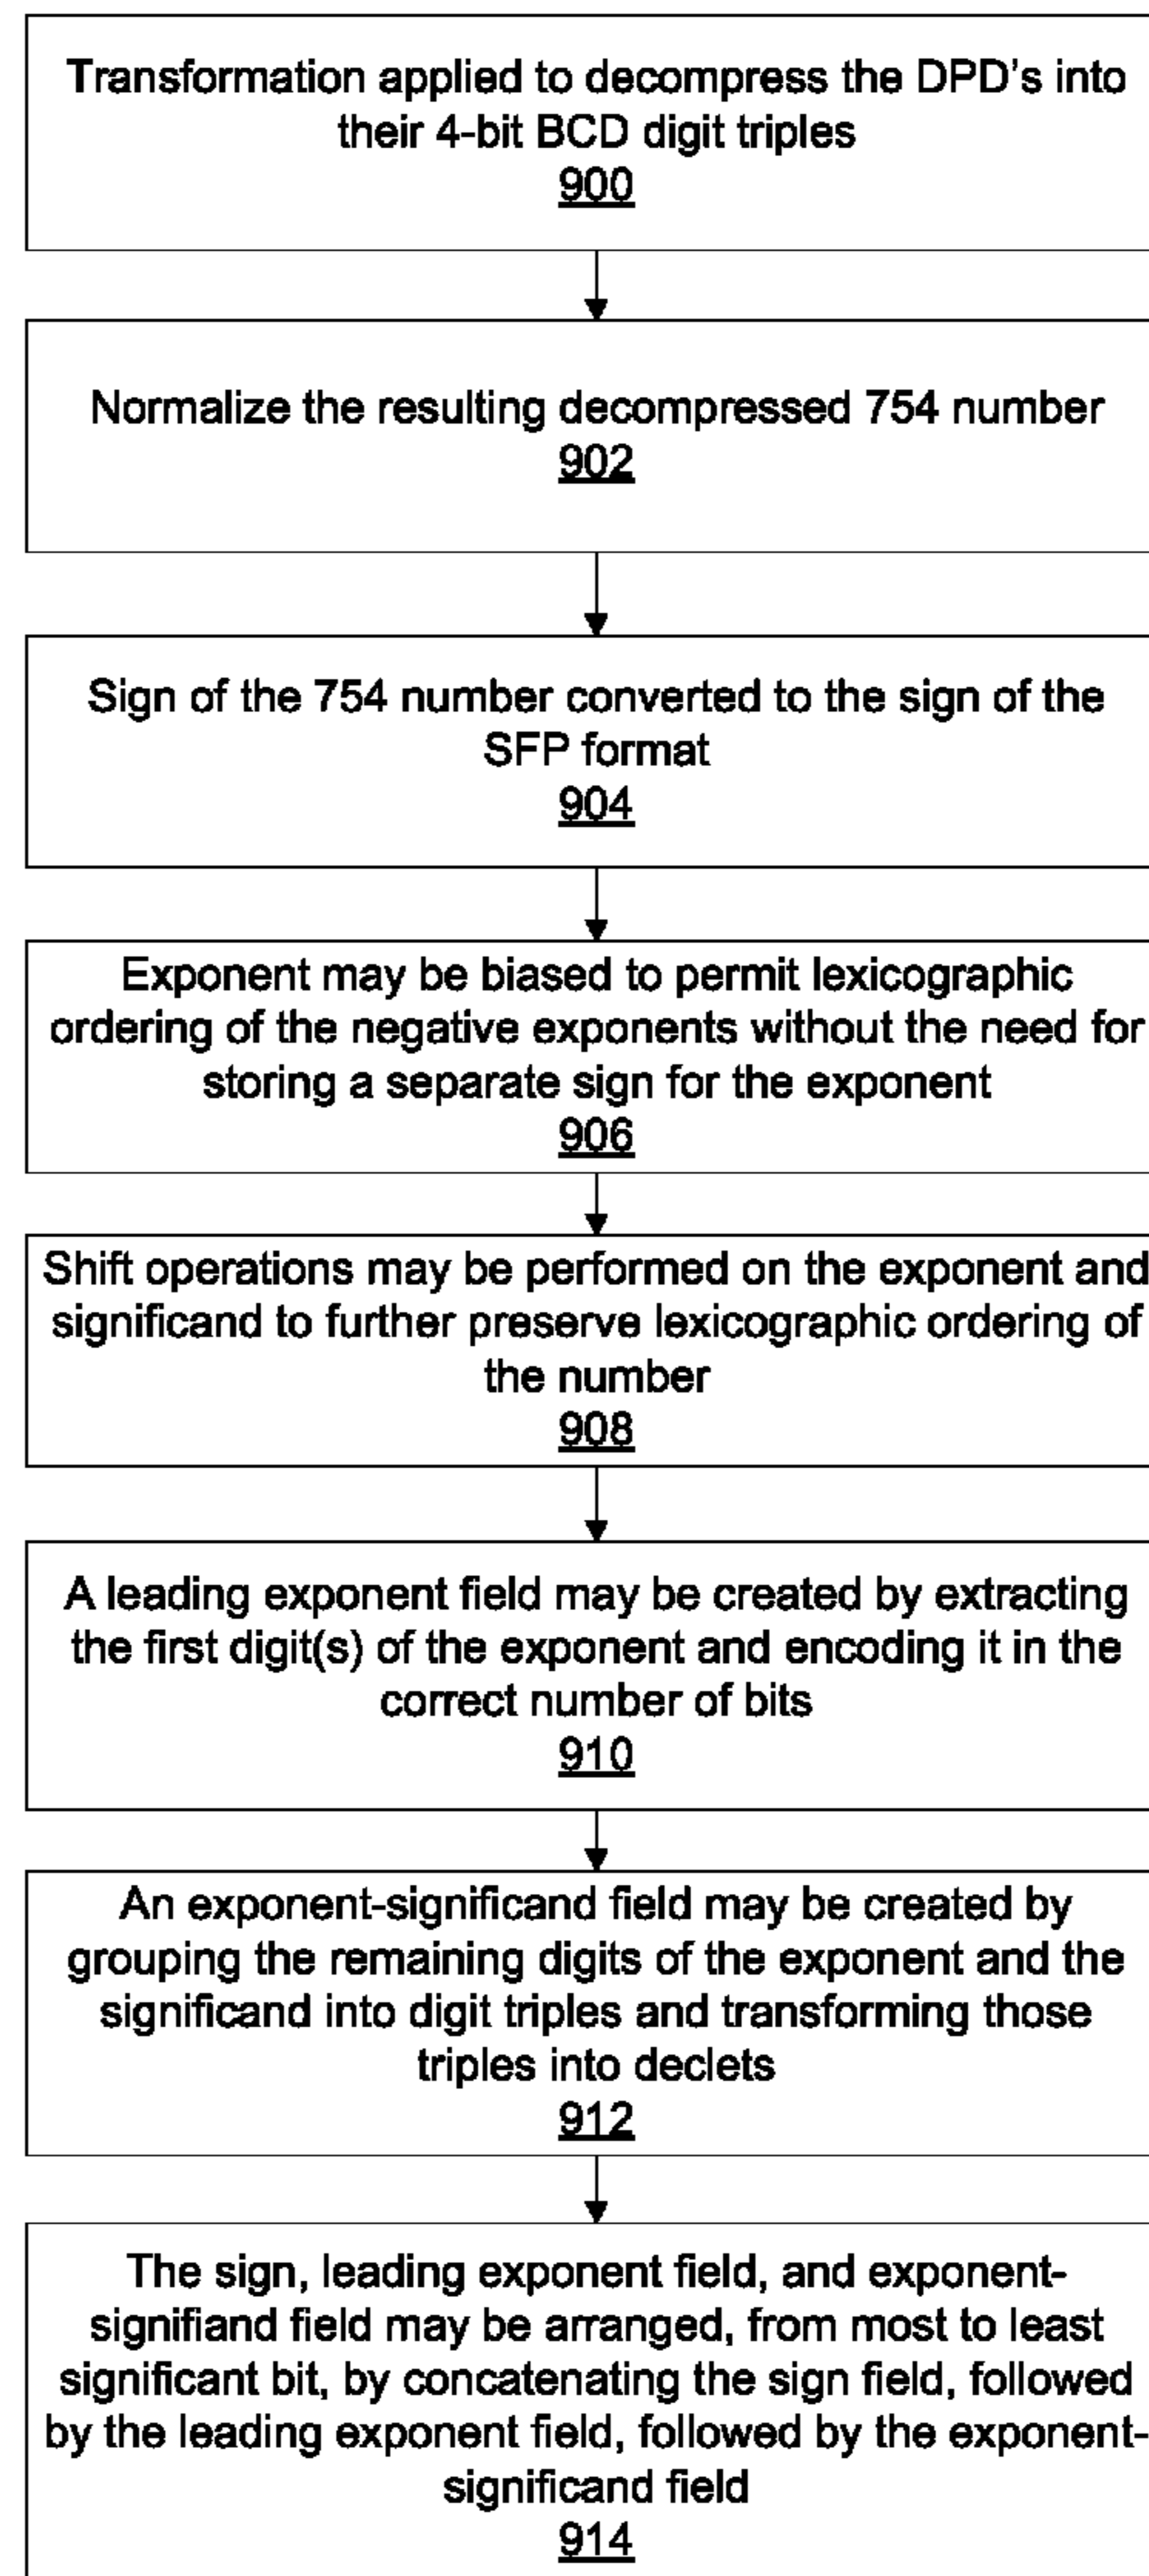 Transformation applied to decompress the DPD's into
their 4-bit BCD digit triples
900
Normalize the resulting decompressed 754 number
902
Sign of the 754 number converted to the sign of the
SFP format
904
Exponent may be biased to permit lexicographic
ordering of the negative exponents without the need for
storing a separate sign for the exponent
906
Shift operations may be performed on the exponent and
significand to further preserve lexicographic ordering of
the number
908
A leading exponent field may be created by extracting
the first digit(s) of the exponent and encoding it in the
correct number of bits
910
An exponent-significand field may be created by
grouping the remaining digits of the exponent and the
significand into digit triples and transforming those
triples into declets
912
The sign, leading exponent field, and exponent-
signifiand field may be arranged, from most to least
significant bit, by concatenating the sign field, followed
by the leading exponent field, followed by the exponent-
significand field
914